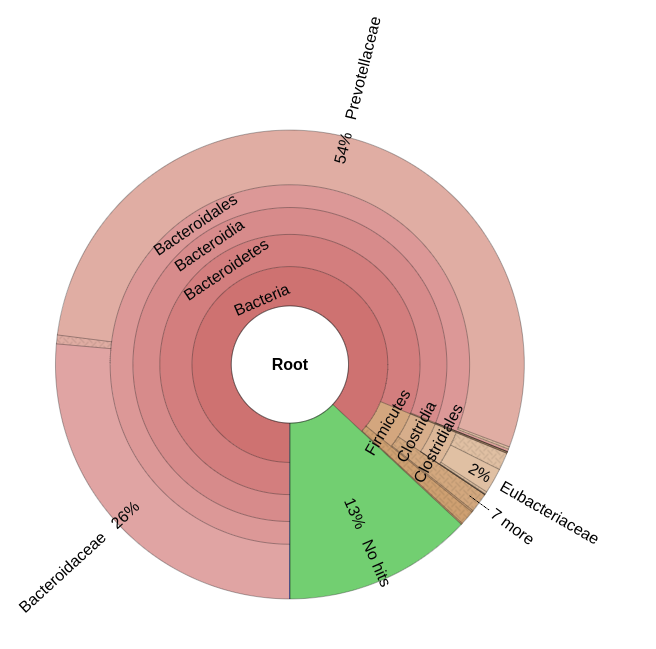 54% Prevotellaceae
Bacteroidales
Bacteroidia
Bacteroidetes
Bacteria
Root
Firmicutes
Clostridia
Clostridiales
2% Eubacteriaceae
7 more
13% No hits
Bacteroidaceae 26%